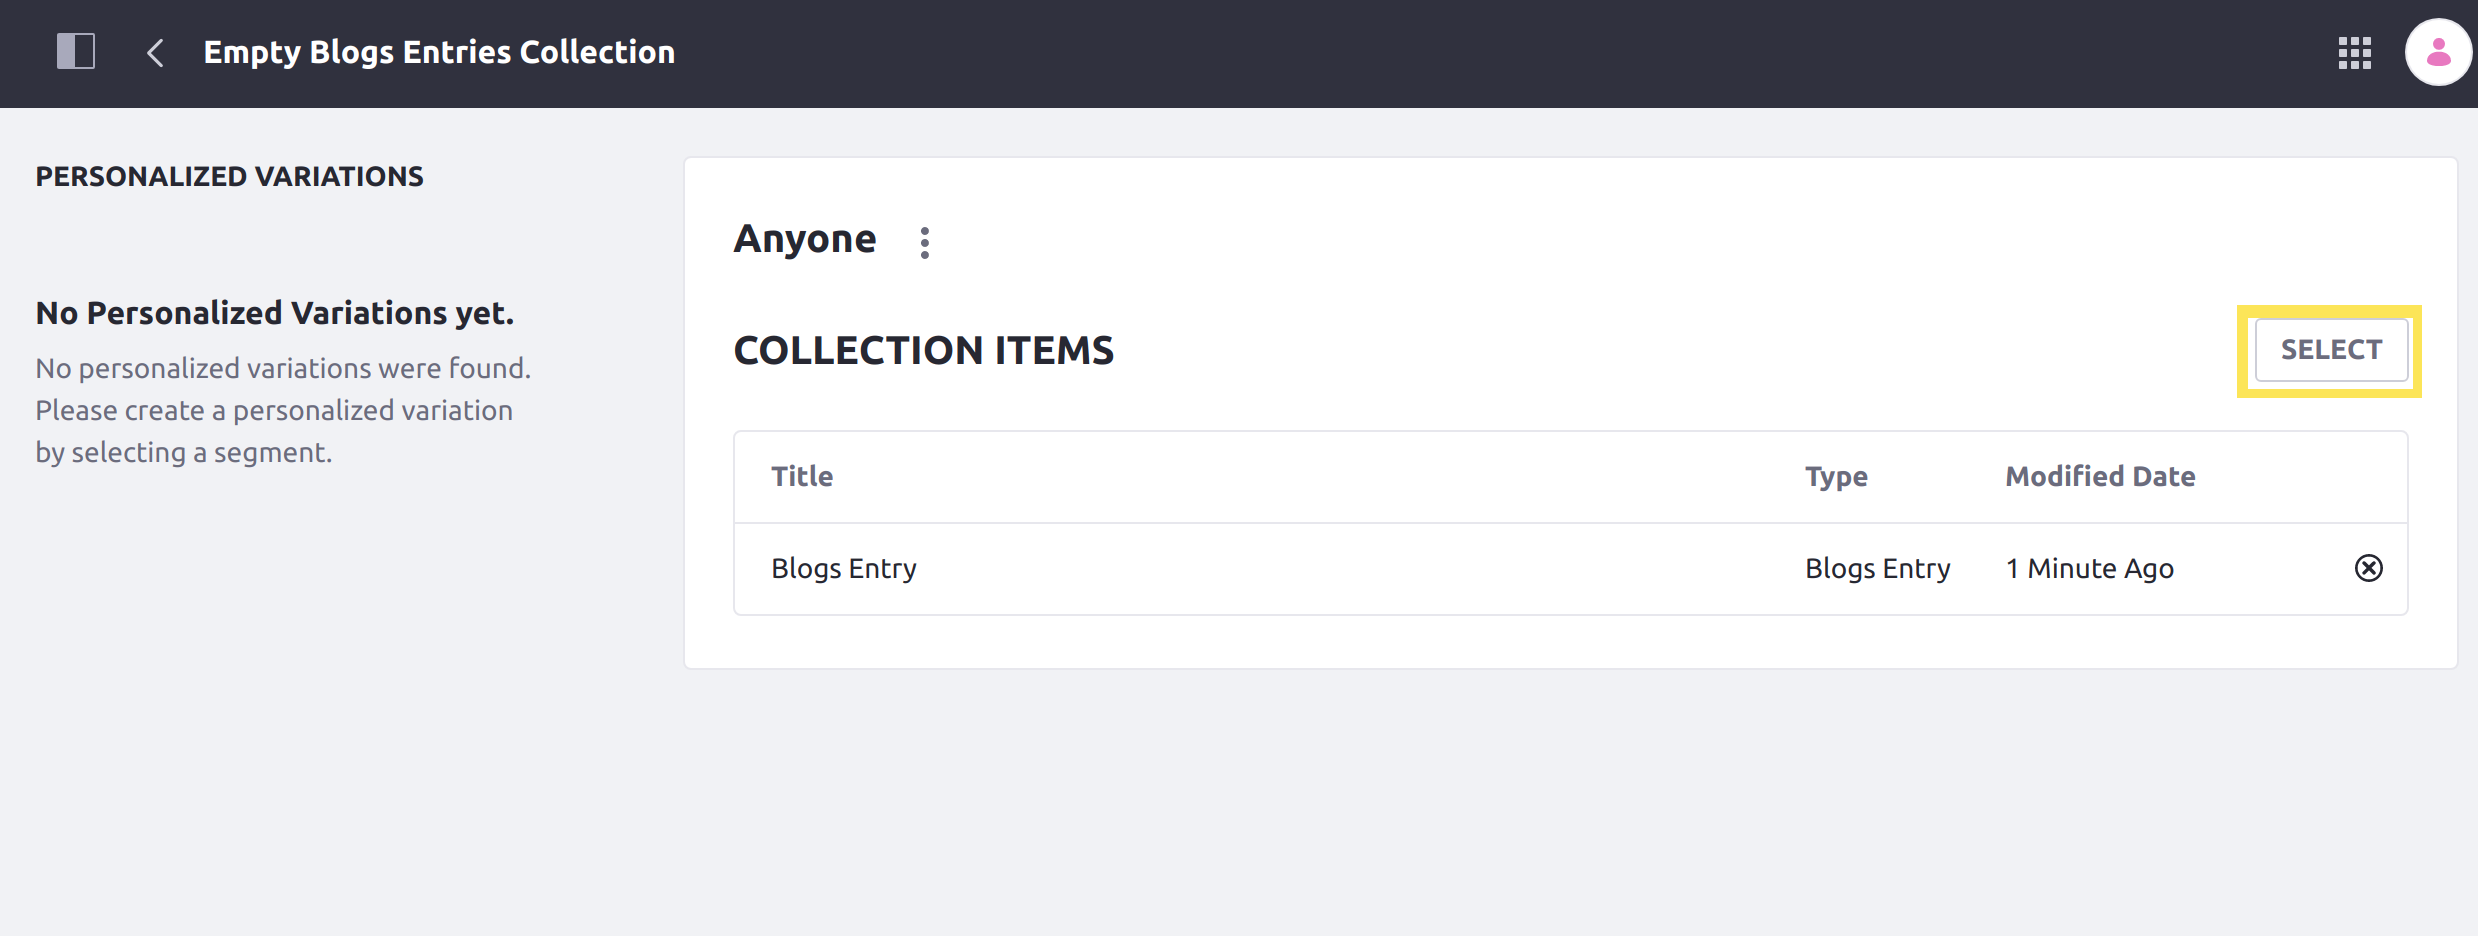 Empty Blogs Entries Collection
PERSONALIZED VARIATIONS
No Personalized Variations yet.
No personalized variations were found.
Please create a personalized variation
by selecting a segment.
Anyone
COLLECTION ITEMS
SELECT
Title Type Modified Date
Blogs Entry Blogs Entry 1 Minute Ago